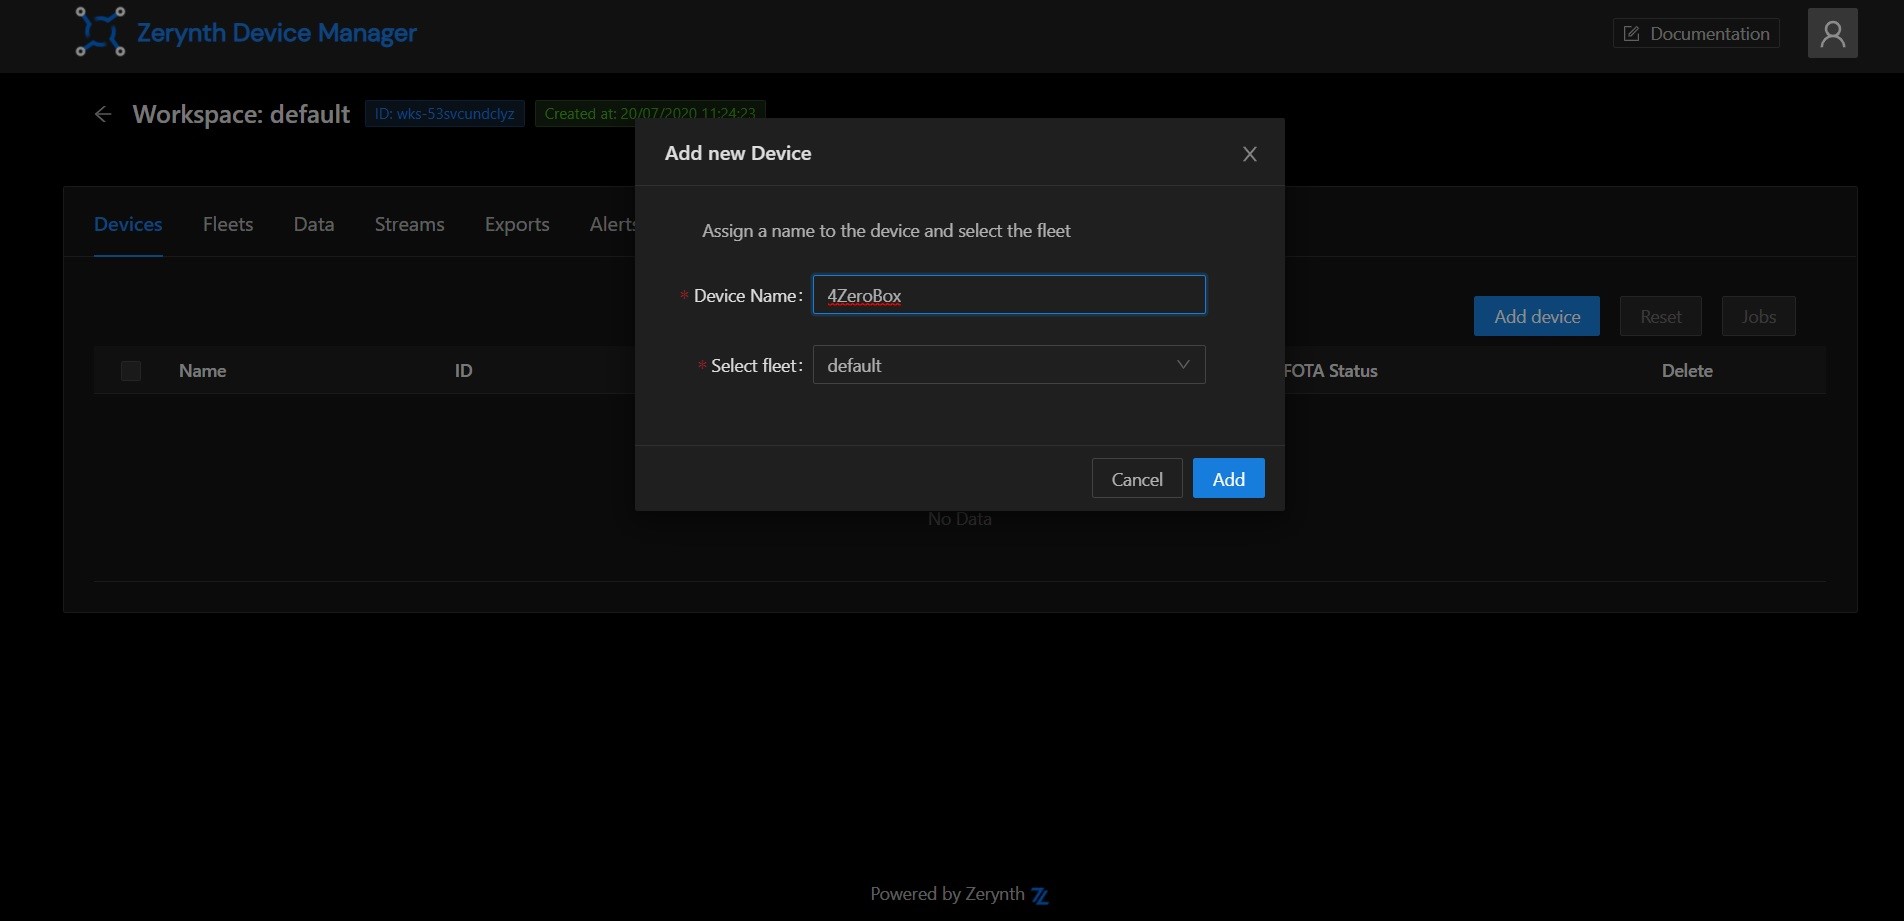 Zerynth Device Manager
Documentation
Workspace: default
ID: wks-53svcundclyz
Created at: 20/07/2020 11:24:23
Add new Device
Devices Fleets Data Streams Exports Alerts
Assign a name to the device and select the fleet
* Device Name: 4ZeroBox
Add device Reset Jobs
* Select fleet: default
Name ID FOTA Status Delete
Cancel Add
No Data
Powered by Zerynth